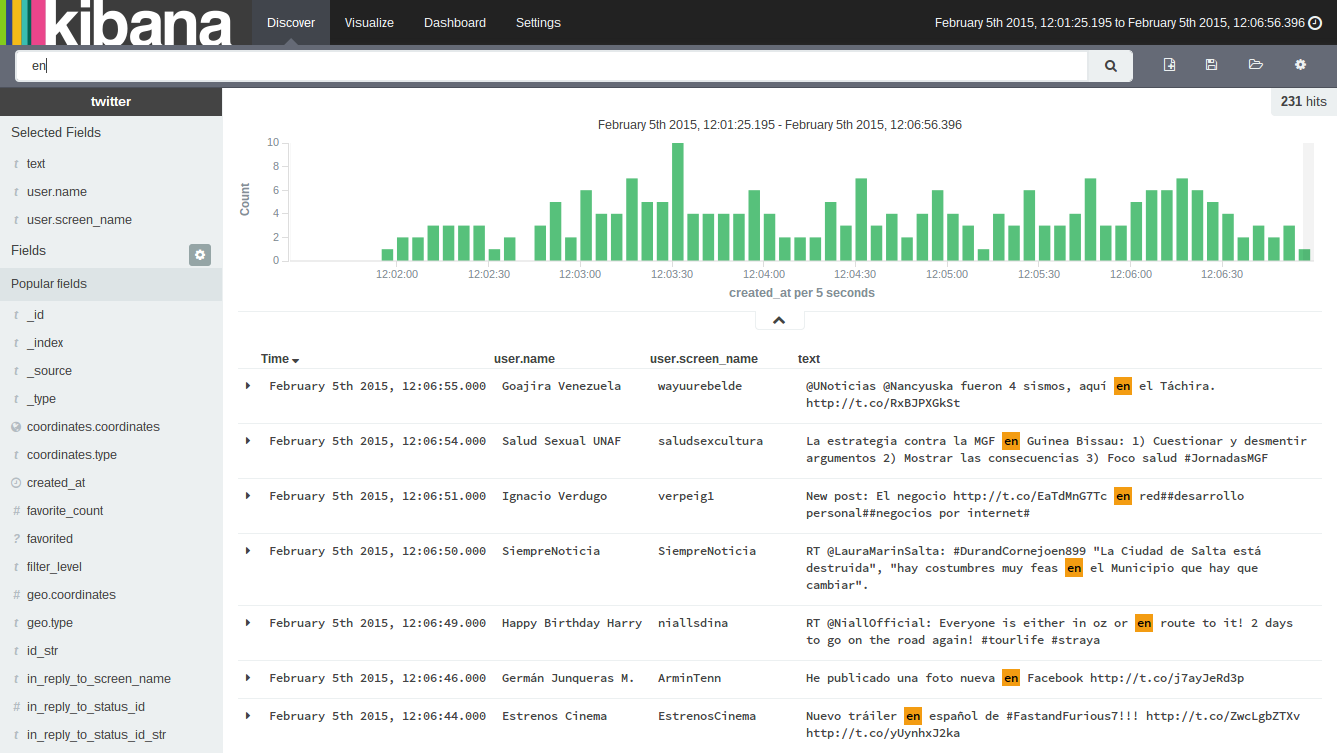 kibana Discover Visualize Dashboard Settings February 5th 2015, 12:01:25.195 to February 5th 2015, 12:06:56.396
en
twitter
231 hits
Selected Fields
t text
t user.name
t user.screen_name
Fields
Popular fields
t _id
t _index
t _source
t _type
coordinates.coordinates
t coordinates.type
created_at
# favorite_count
? favorited
t filter_level
# geo.coordinates
t geo.type
t id_str
t in_reply_to_screen_name
# in_reply_to_status_id
t in_reply_to_status_id_str
February 5th 2015, 12:01:25.195 - February 5th 2015, 12:06:56.396
Count
10
8
6
4
2
0
12:02:00 12:02:30 12:03:00 12:03:30 12:04:00 12:04:30 12:05:00 12:05:30 12:06:00 12:06:30
created_at per 5 seconds
Time user.name user.screen_name text
February 5th 2015, 12:06:55.000 Goajira Venezuela wayuurebelde @UNoticias @Nancyuska fueron 4 sismos, aquí en el Táchira.
http://t.co/RxBJPXGkSt
February 5th 2015, 12:06:54.000 Salud Sexual UNAF saludsexcultura La estrategia contra la MGF en Guinea Bissau: 1) Cuestionar y desmentir
argumentos 2) Mostrar las consecuencias 3) Foco salud #JornadasMGF
February 5th 2015, 12:06:51.000 Ignacio Verdugo verpeig1 New post: El negocio http://t.co/EaTdMnG7Tc en red##desarrollo
personal##negocios por internet#
February 5th 2015, 12:06:50.000 SiempreNoticia SiempreNoticia RT @LauraMarinSalta: #DurandCornejoen899 "La Ciudad de Salta está
destruida", "hay costumbres muy feas en el Municipio que hay que
cambiar".
February 5th 2015, 12:06:49.000 Happy Birthday Harry niallsdina RT @NiallOfficial: Everyone is either in oz or en route to it! 2 days
to go on the road again! #tourlife #straya
February 5th 2015, 12:06:46.000 Germán Junqueras M. ArminTenn He publicado una foto nueva en Facebook http://t.co/j7ayJeRd3p
February 5th 2015, 12:06:44.000 Estrenos Cinema EstrenosCinema Nuevo tráiler en español de #FastandFurious7!!! http://t.co/ZwcLgbZTXv
http://t.co/yUynhxJ2ka